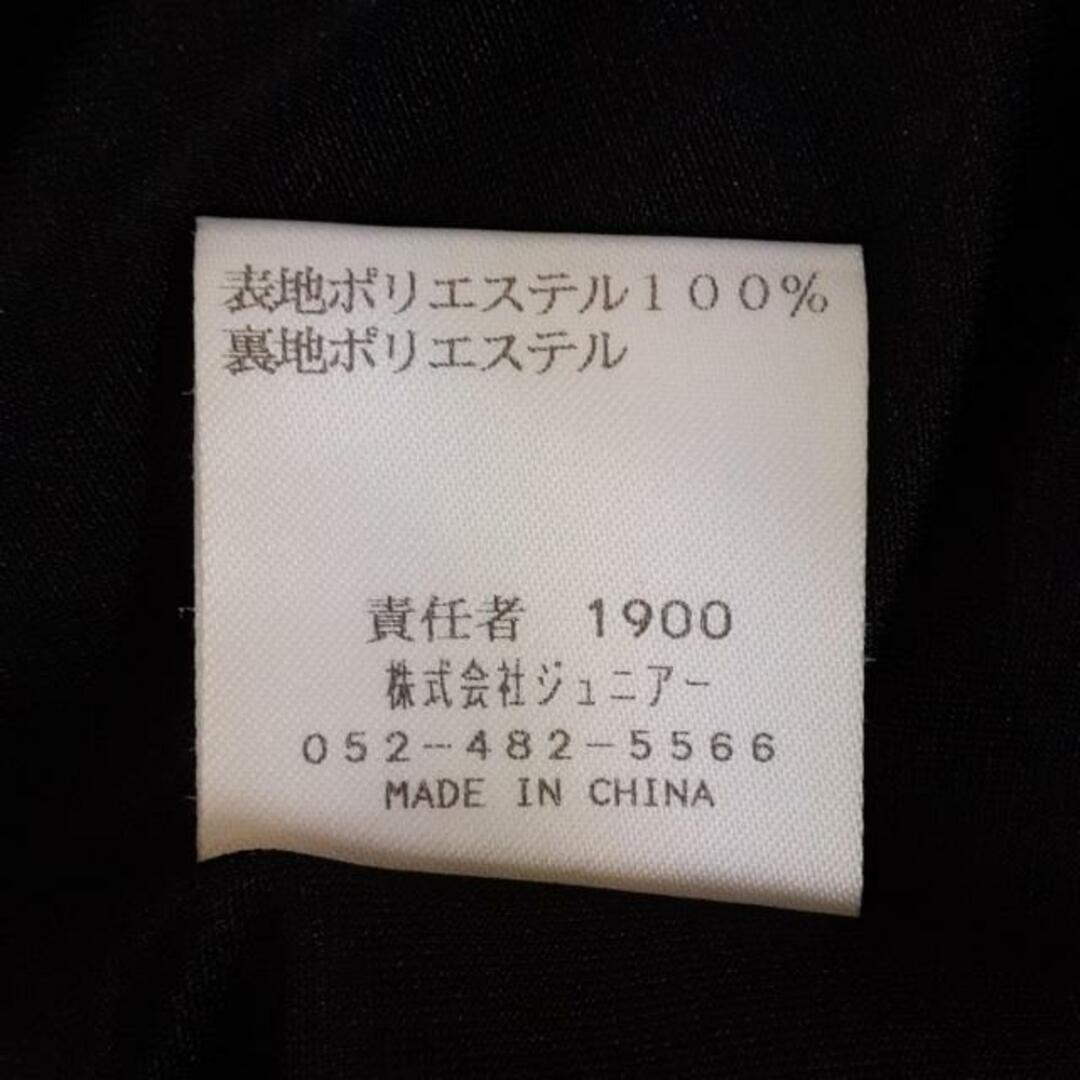 表地ポリエステル１００％
裏地ポリエステル
責任者　1900
株式会社ジュニアー
０５２－４８２－５５６６
MADE IN CHINA